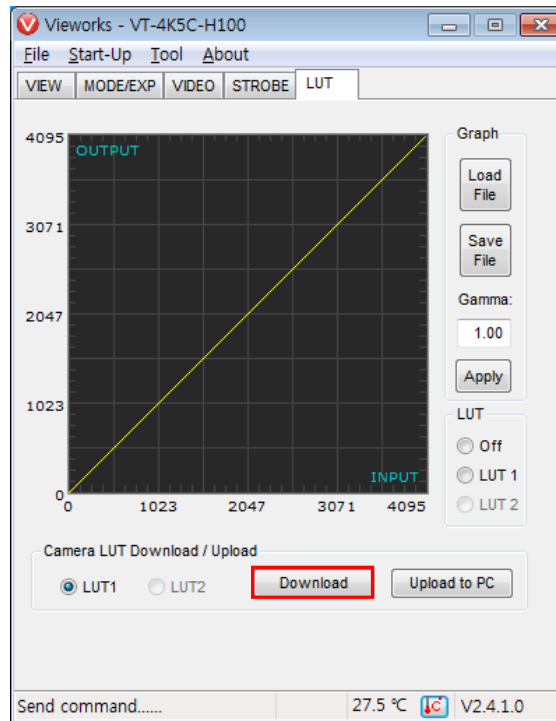 Vieworks - VT-4K5C-H100
File Start-Up Tool About
VIEW MODE/EXP VIDEO STROBE LUT
4095
3071
2047
1023
0
OUTPUT
INPUT
0 1023 2047 3071 4095
Graph
Load
File
Save
File
Gamma:
1.00
Apply
LUT
Off
LUT 1
LUT 2
Camera LUT Download / Upload
LUT1 LUT2 Download Upload to PC
Send command...... 27.5 ℃ V2.4.1.0